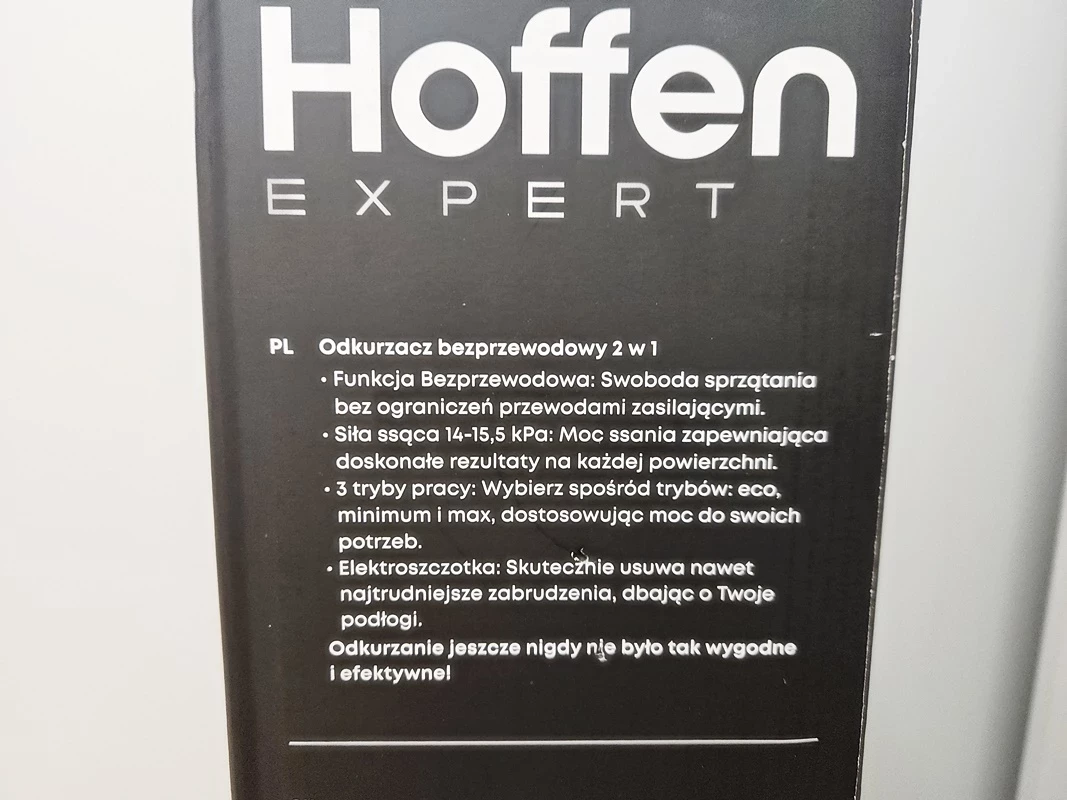 Hoffen
EXPERT
PL Odkurzacz bezprzewodowy 2 w 1
• Funkcja Bezprzewodowa: Swoboda sprzątania
bez ograniczeń przewodami zasilającymi.
• Siła ssąca 14-15,5 kPa: Moc ssania zapewniająca
doskonałe rezultaty na każdej powierzchni.
• 3 tryby pracy: Wybierz spośród trybów: eco,
minimum i max, dostosowując moc do swoich
potrzeb.
• Elektroszczotka: Skutecznie usuwa nawet
najtrudniejsze zabrudzenia, dbając o Twoje
podłogi.
Odkurzanie jeszcze nigdy nie było tak wygodne
i efektywne!